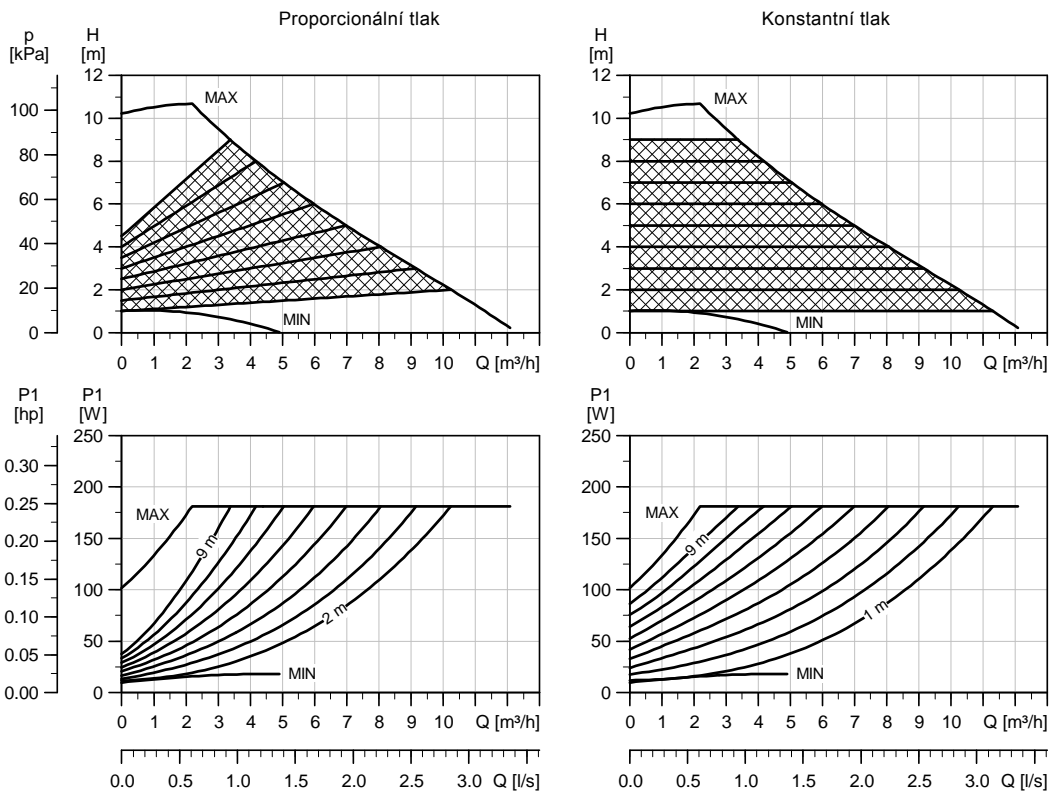 Proporcionální tlak
Konstantní tlak
p
[kPa]
H
[m]
H
[m]
12
10
8
6
4
2
0
100
80
60
40
20
0
MAX
MIN
0 1 2 3 4 5 6 7 8 9 10 Q [m³/h]
12
10
8
6
4
2
0
MAX
MIN
0 1 2 3 4 5 6 7 8 9 10 Q [m³/h]
P1
[hp]
P1
[W]
P1
[W]
0.30
0.25
0.20
0.15
0.10
0.05
0.00
250
200
150
100
50
0
MAX
9 m
2 m
MIN
0 1 2 3 4 5 6 7 8 9 10 Q [m³/h]
250
200
150
100
50
0
MAX
9 m
1 m
MIN
0 1 2 3 4 5 6 7 8 9 10 Q [m³/h]
0.0 0.5 1.0 1.5 2.0 2.5 3.0 Q [l/s]
0.0 0.5 1.0 1.5 2.0 2.5 3.0 Q [l/s]